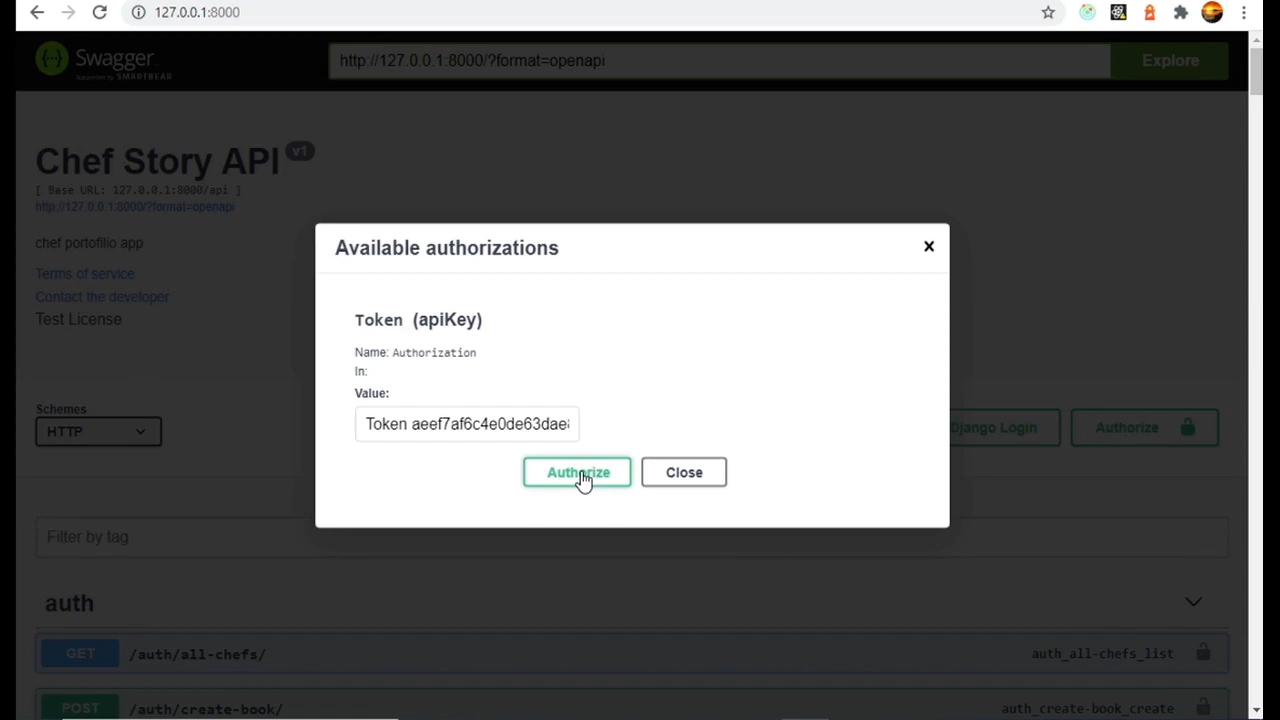 127.0.0.1:8000
Swagger
Supported by SMARTBEAR
http://127.0.0.1:8000/?format=openapi
Explore
Chef Story API v1
[ Base URL: 127.0.0.1:8000/api ]
http://127.0.0.1:8000/?format=openapi
chef portofilio app
Terms of service
Contact the developer
Test License
Available authorizations
Token (apiKey)
Name: Authorization
In:
Value:
Token aeef7af6c4e0de63dae
Authorize
Close
Schemes
HTTP
Django Login
Authorize
Filter by tag
auth
GET /auth/all-chefs/ auth_all-chefs_list
POST /auth/create-book/ auth_create-book_create